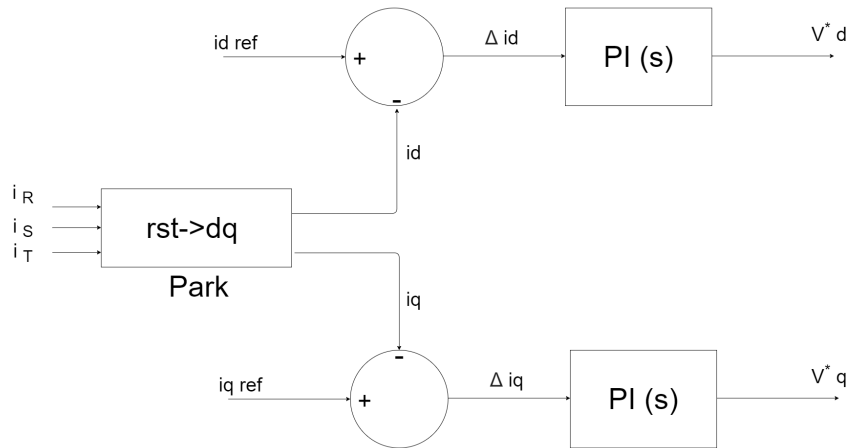 id ref
+
-
Δ id
PI (s)
V* d
id
i R
i S
i T
rst->dq
Park
iq
iq ref
+
-
Δ iq
PI (s)
V* q